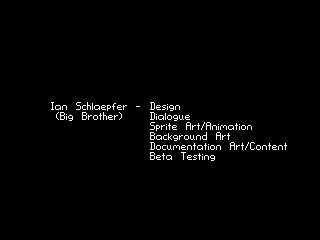 Ian Schlaepfer - Design
(Big Brother) Dialogue
Sprite Art/Animation
Background Art
Documentation Art/Content
Beta Testing